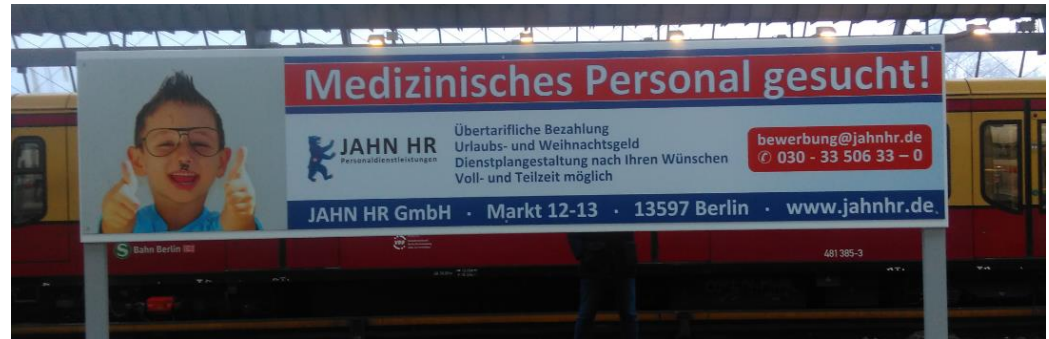 Medizinisches Personal gesucht!
JAHN HR
Personaldienstleistungen
Übertarifliche Bezahlung
Urlaubs- und Weihnachtsgeld
Dienstplangestaltung nach Ihren Wünschen
Voll- und Teilzeit möglich
bewerbung@jahnhr.de
✆ 030 - 33 506 33 – 0
JAHN HR GmbH · Markt 12-13 · 13597 Berlin · www.jahnhr.de
S Bahn Berlin DB
VBB
481 385-3